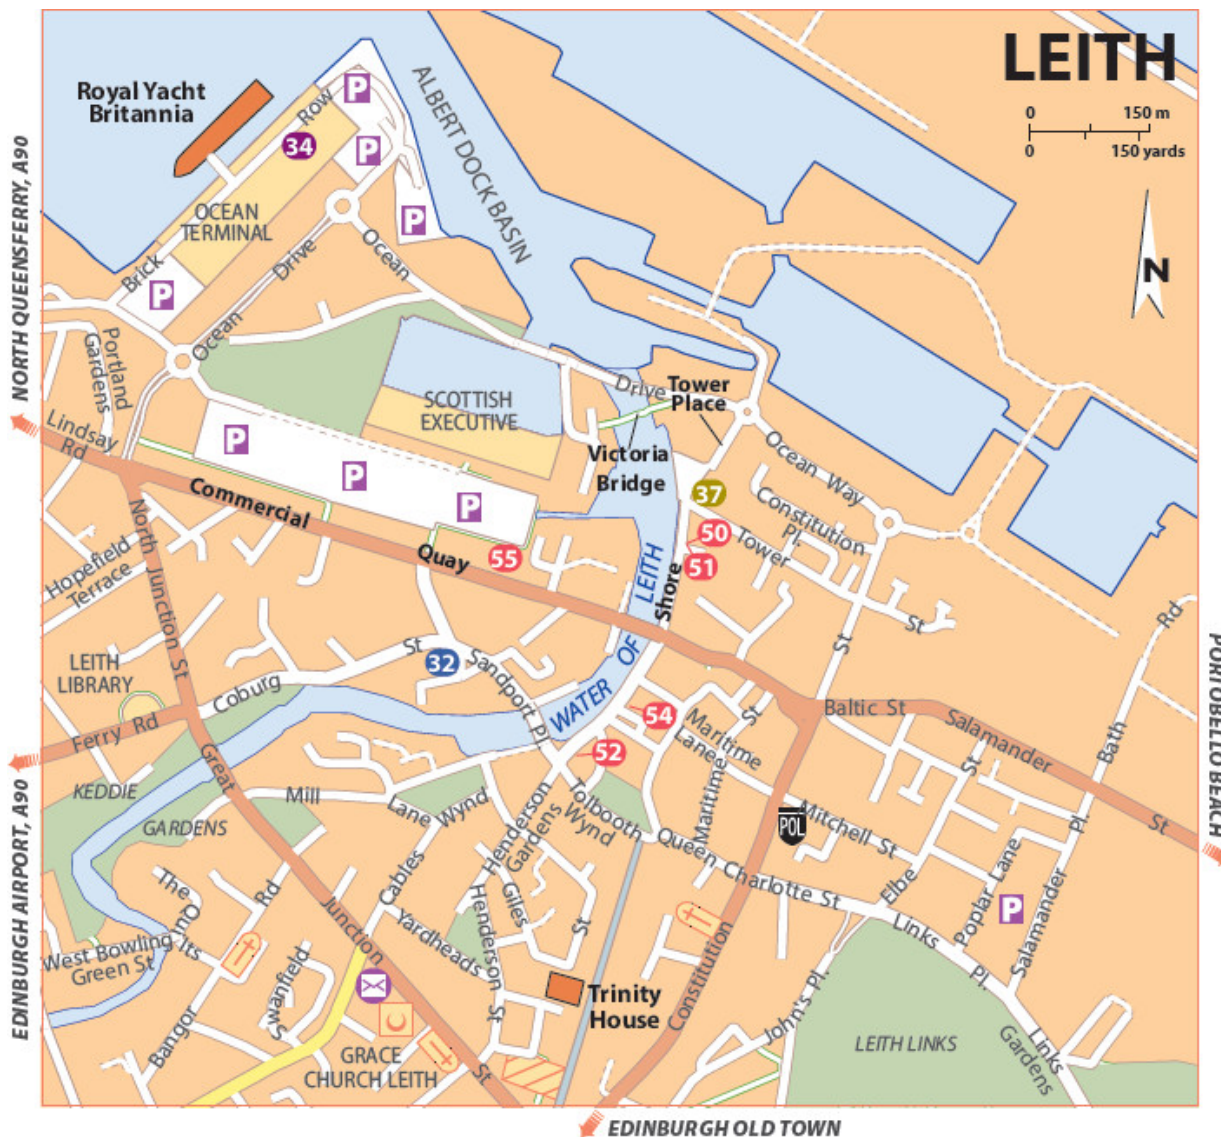 LEITH
0 150 m
0 150 yards
N
Royal Yacht
Britannia
Row
P
34
P
P
ALBERT DOCK BASIN
OCEAN
TERMINAL
Brick
P
Ocean
Drive
Ocean
Drive
NORTH QUEENSFERRY, A90
Portland
Gardens
Lindsay
Rd
SCOTTISH
EXECUTIVE
Tower
Place
Victoria
Bridge
Ocean Way
P
P
P
Commercial
Quay
55
37
50
51
Constitution
Pl.
Tower
St
Shore
WATER OF LEITH
Hopefield
Terrace
North Junction St
LEITH
LIBRARY
Coburg
St
32
Sandport Pl.
Ferry Rd
54
52
Maritime
Lane
Maritime
St
St
Baltic St
Salamander
St
Bath
Rd
PORTOBELLO BEACH
KEDDIE
GARDENS
EDINBURGH AIRPORT, A90
Great
Junction
St
Mill
Lane
Wynd
Cables
Henderson
Gardens
Tolbooth
Wynd
POL
Mitchell St
Queen Charlotte St
Elbe
St
Links
Pl.
Poplar Lane
P
Salamander
Pl.
The
Quilts
West Bowling
Green St
Bangor
Rd
Swanfield
Yardheads
Henderson
St
Giles
St
Trinity
House
Constitution
John's Pl.
LEITH LINKS
Links
Gardens
GRACE
CHURCH LEITH
EDINBURGH OLD TOWN